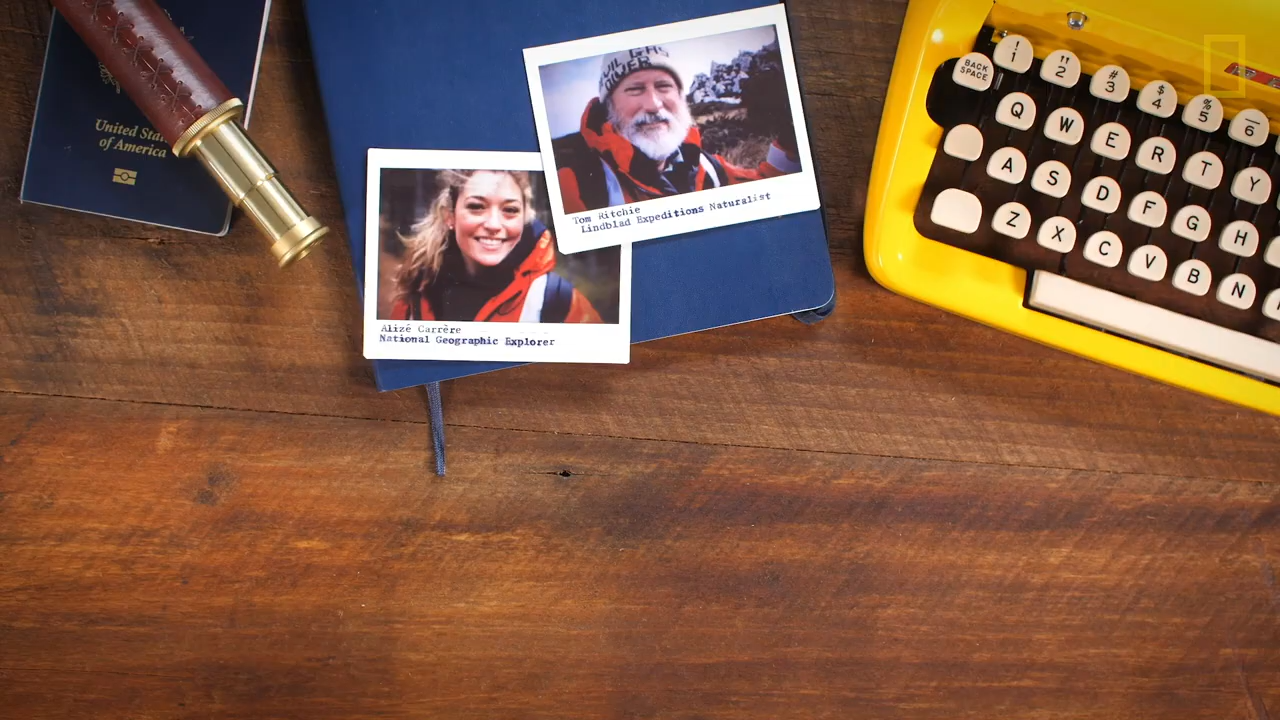 United States
of America
Tom Ritchie
Lindblad Expeditions Naturalist
Alizé Carrère
National Geographic Explorer
BACK
SPACE
! 1
" 2
# 3
$ 4
% 5
_ 6
Q W E R T Y
A S D F G H
Z X C V B N